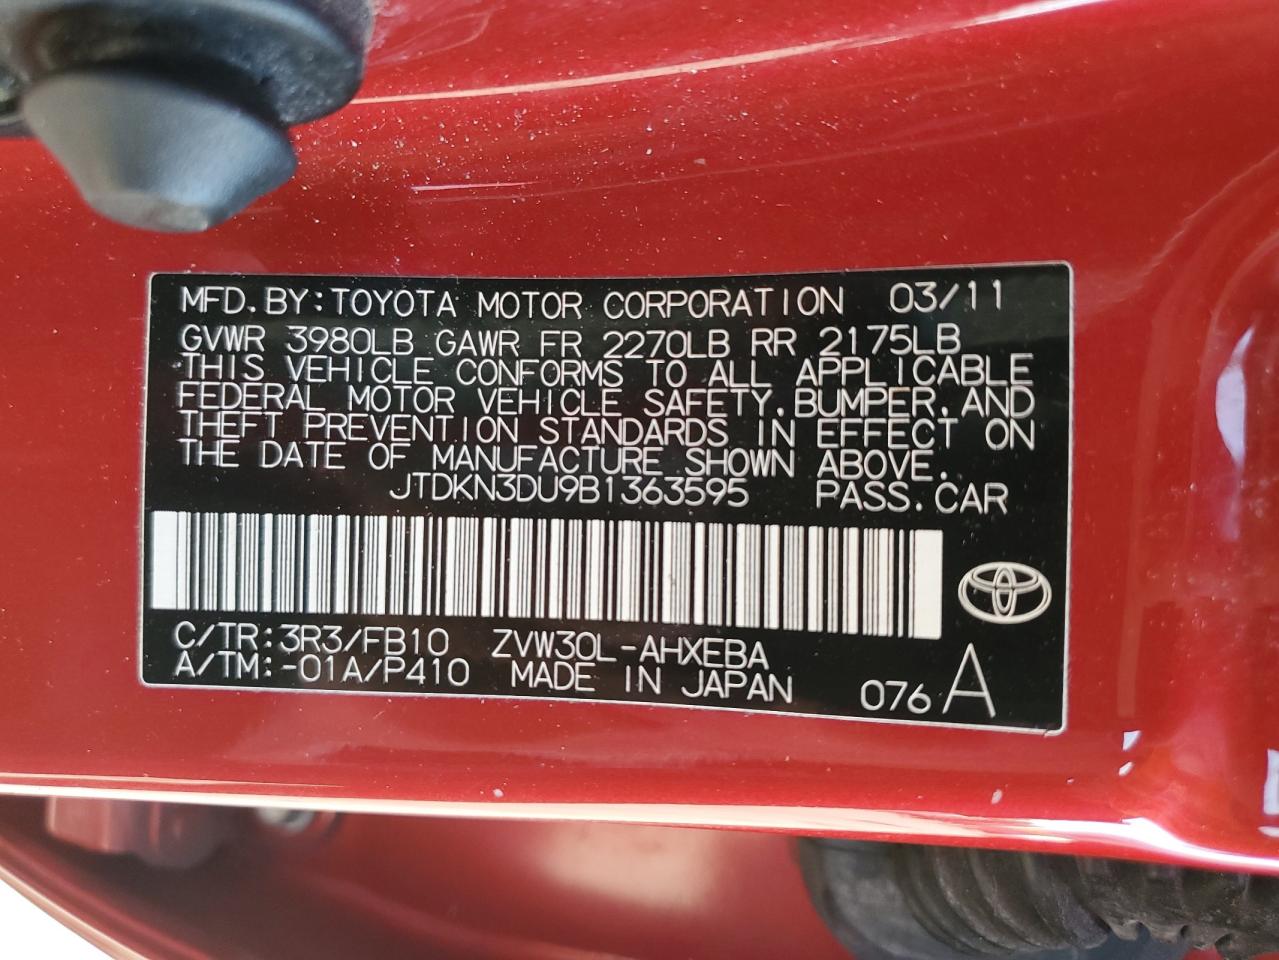 MFD.BY:TOYOTA MOTOR CORPORATION 03/11
GVWR 3980LB GAWR FR 2270LB RR 2175LB
THIS VEHICLE CONFORMS TO ALL APPLICABLE
FEDERAL MOTOR VEHICLE SAFETY,BUMPER,AND
THEFT PREVENTION STANDARDS IN EFFECT ON
THE DATE OF MANUFACTURE SHOWN ABOVE.
JTDKN3DU9B1363595 PASS.CAR
C/TR:3R3/FB10 ZVW30L-AHXEBA
A/TM:-01A/P410 MADE IN JAPAN 076 A